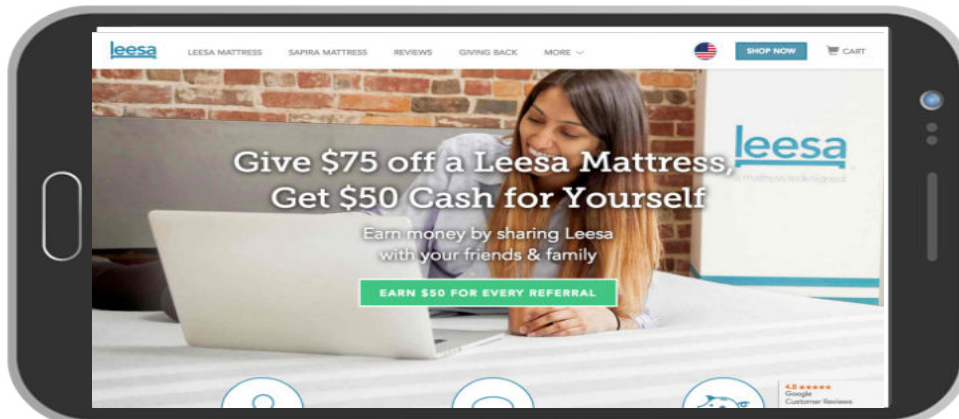 leesa
LEESA MATTRESS
SAPIRA MATTRESS
REVIEWS
GIVING BACK
MORE
SHOP NOW
CART
leesa
a mattress, redesigned
Give $75 off a Leesa Mattress,
Get $50 Cash for Yourself
Earn money by sharing Leesa
with your friends & family
EARN $50 FOR EVERY REFERRAL
4.8 ★★★★★
Google
Customer Reviews